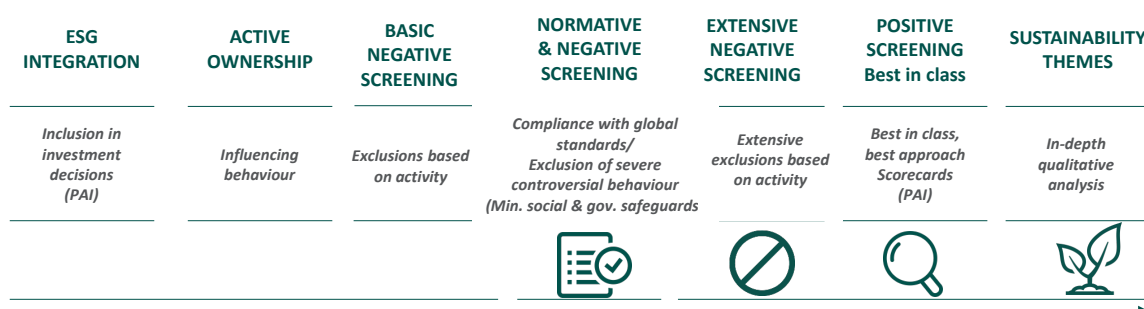 ESG
INTEGRATION
ACTIVE
OWNERSHIP
BASIC
NEGATIVE
SCREENING
NORMATIVE
& NEGATIVE
SCREENING
EXTENSIVE
NEGATIVE
SCREENING
POSITIVE
SCREENING
Best in class
SUSTAINABILITY
THEMES
Inclusion in
investment
decisions
(PAI)
Influencing
behaviour
Exclusions based
on activity
Compliance with global
standards/
Exclusion of severe
controversial behaviour
(Min. social & gov. safeguards
Extensive
exclusions based
on activity
Best in class,
best approach
Scorecards
(PAI)
In-depth
qualitative
analysis